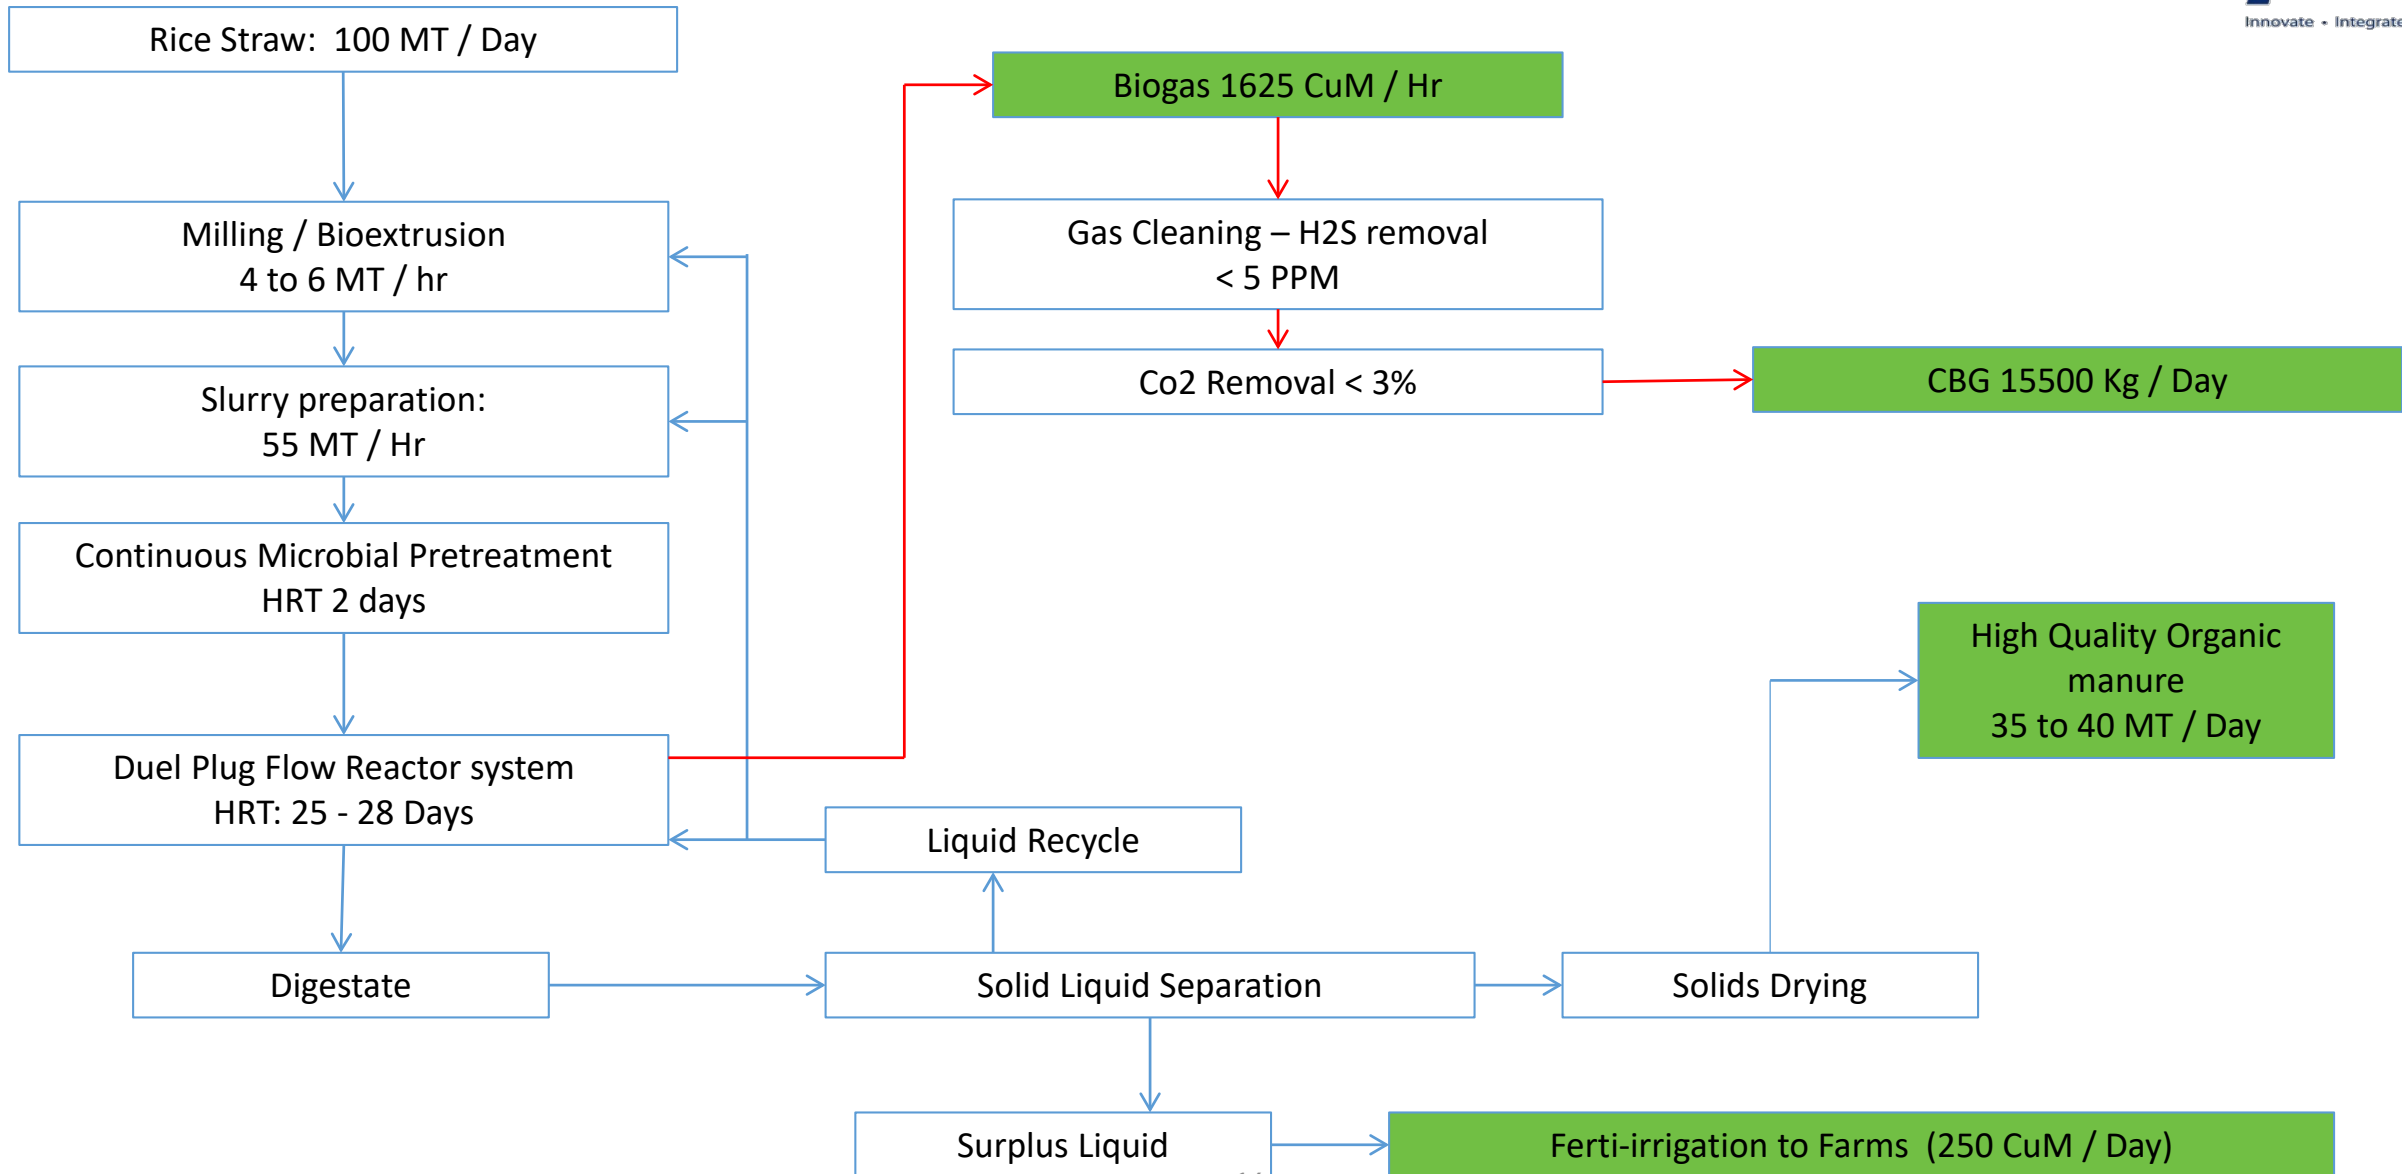 Innovate - Integrate
Rice Straw: 100 MT / Day
Milling / Bioextrusion
4 to 6 MT / hr
Slurry preparation:
55 MT / Hr
Continuous Microbial Pretreatment
HRT 2 days
Duel Plug Flow Reactor system
HRT: 25 - 28 Days
Digestate
Biogas 1625 CuM / Hr
Gas Cleaning – H2S removal
< 5 PPM
Co2 Removal < 3%
CBG 15500 Kg / Day
Liquid Recycle
Solid Liquid Separation
Solids Drying
High Quality Organic
manure
35 to 40 MT / Day
Surplus Liquid
Ferti-irrigation to Farms (250 CuM / Day)